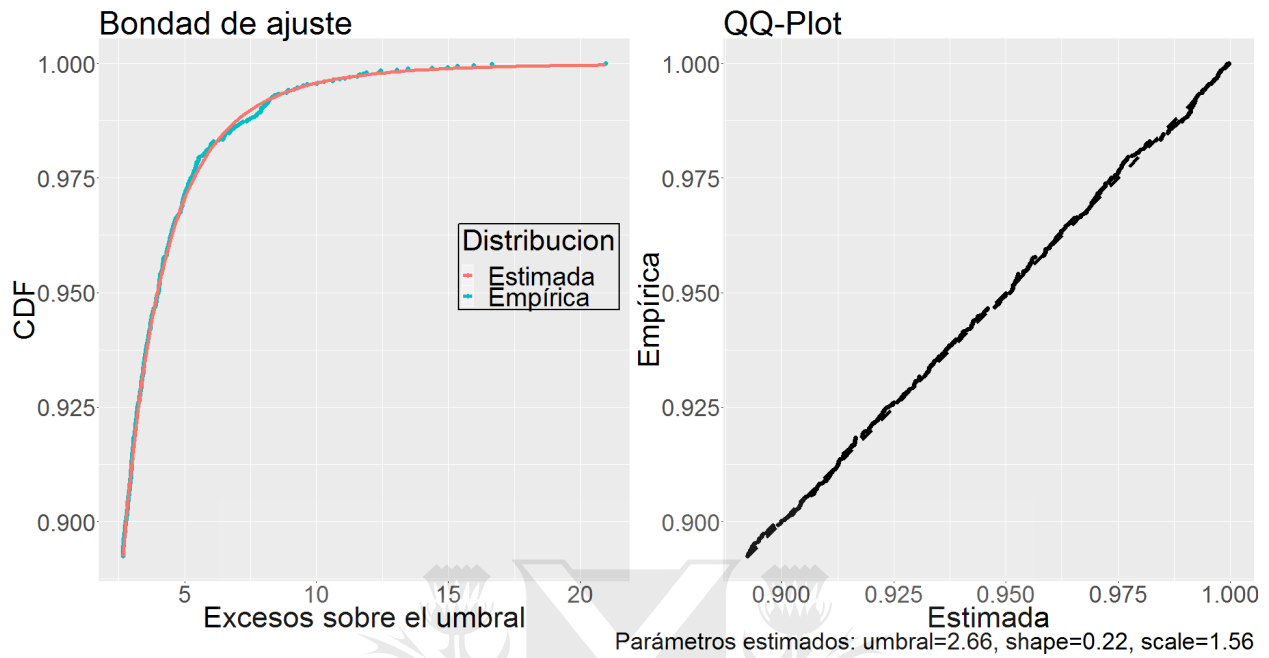 Bondad de ajuste
CDF
1.000
0.975
0.950
0.925
0.900
Distribucion
Estimada
Empírica
5
10
15
20
Excesos sobre el umbral
QQ-Plot
Empírica
1.000
0.975
0.950
0.925
0.900
0.900
0.925
0.950
0.975
1.000
Estimada
Parámetros estimados: umbral=2.66, shape=0.22, scale=1.56